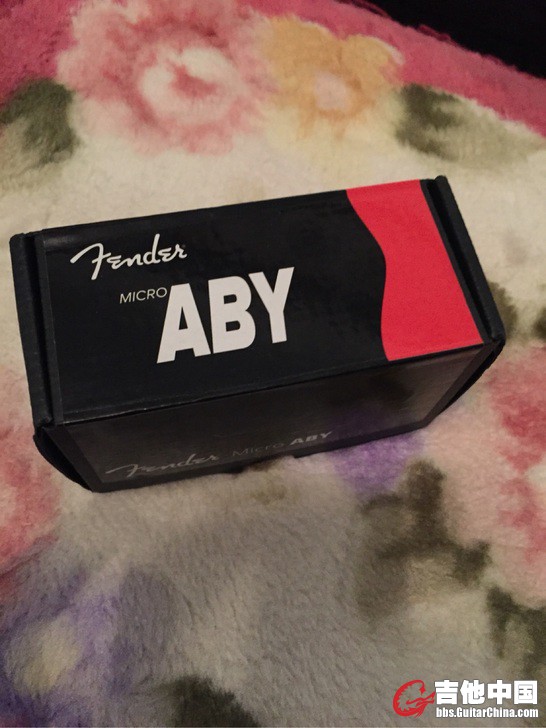 Fender
MICRO
ABY
Fender MICRO ABY
吉他中国
bbs.GuitarChina.com